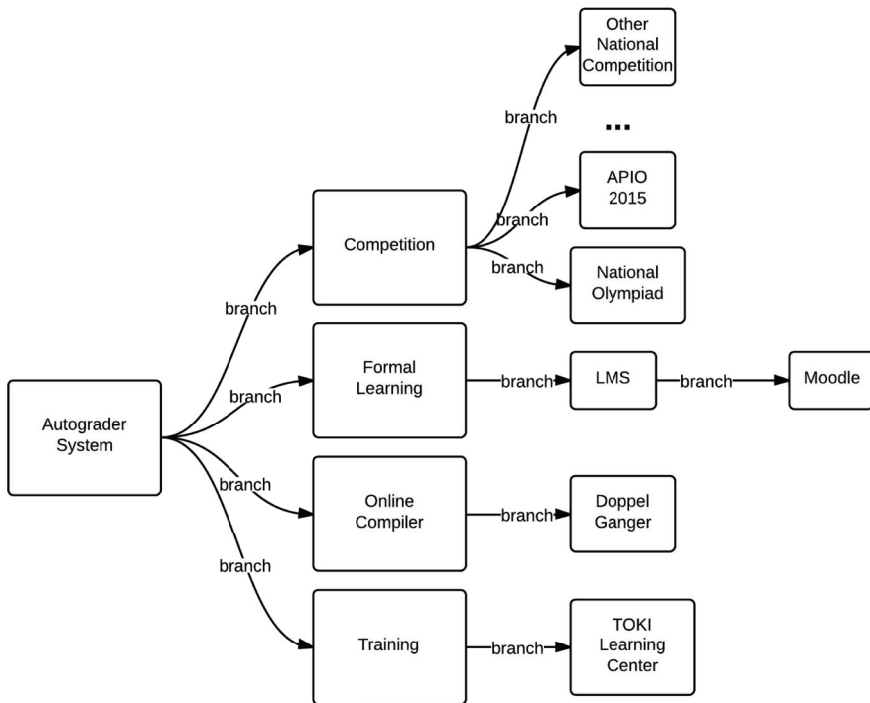 Other
National
Competition
branch
...
APIO
2015
branch
Competition
branch
National
Olympiad
branch
Formal
Learning
branch
LMS
branch
Moodle
branch
Autograder
System
branch
Online
Compiler
branch
Doppel
Ganger
branch
Training
branch
TOKI
Learning
Center